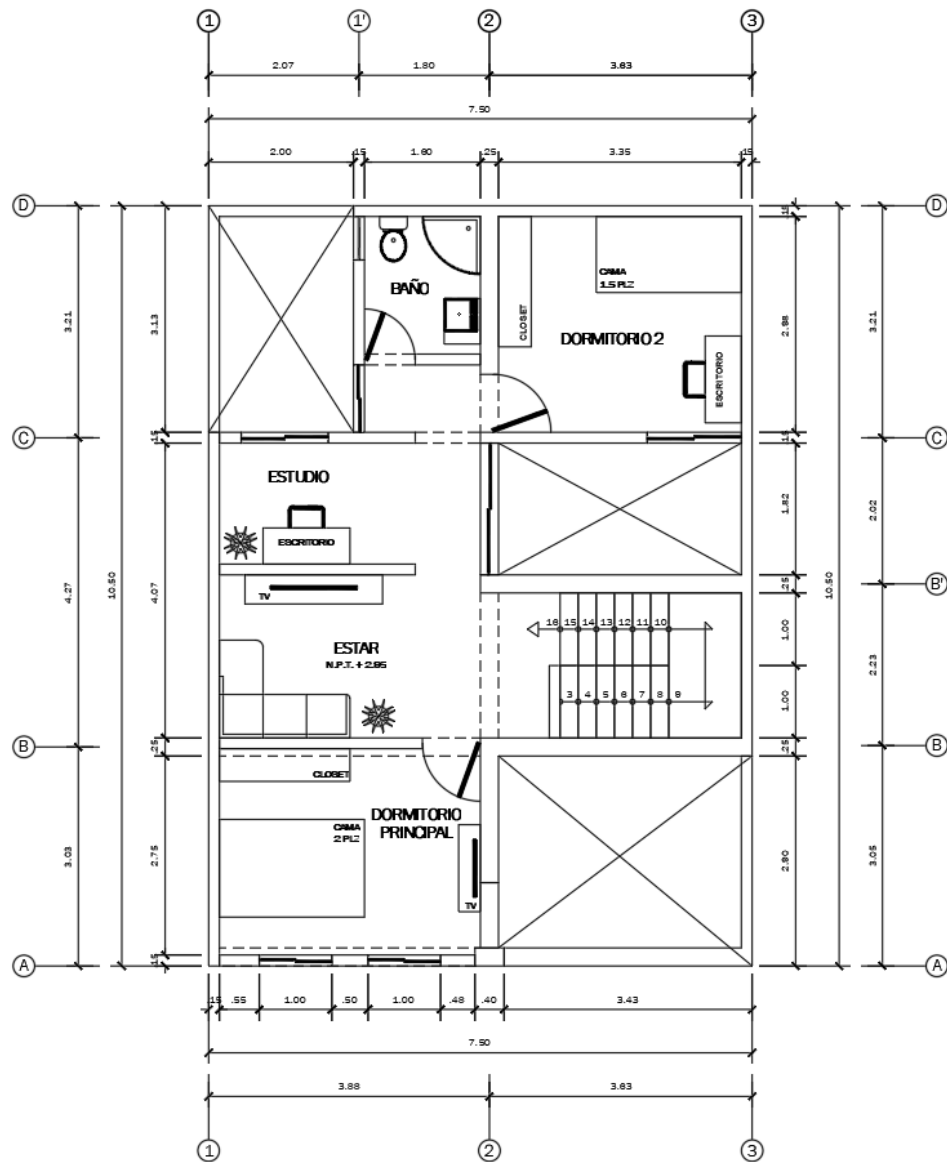 1 1' 2 3
2.07 1.80 3.63
7.50
2.00 .15 1.60 .25 3.35 .15
D D
.15
BAÑO
CAMA
1.5 PLZ
CLOSET
DORMITORIO 2
ESCRITORIO
3.21 3.13 2.88 3.21
C C
.15 .15
ESTUDIO
ESCRITORIO
TV
1.82 2.02
4.27 10.50 4.07 10.50
B'
.25
16 15 14 13 12 11 10
1.00
ESTAR
N.P.T. + 2.85
2.23
3 4 5 6 7 8 9
1.00
B B
.25 .25
CLOSET
DORMITORIO
PRINCIPAL
CAMA
2 PLZ
TV
3.03 2.75 2.80 3.05
A A
.15
.15 .55 1.00 .50 1.00 .48 .40 3.43
7.50
3.88 3.63
1 2 3